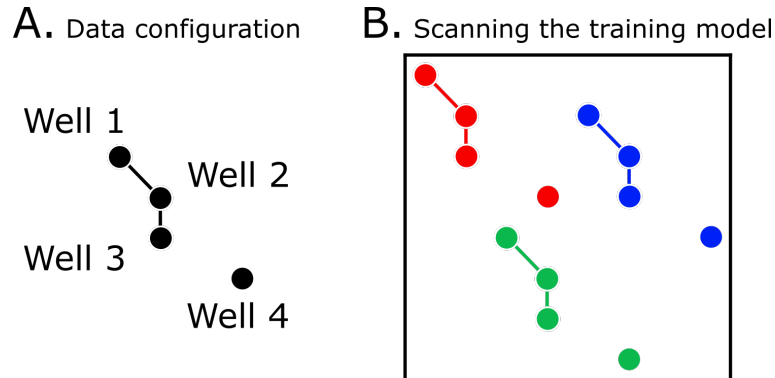 A. Data configuration
B. Scanning the training model
Well 1
Well 2
Well 3
Well 4